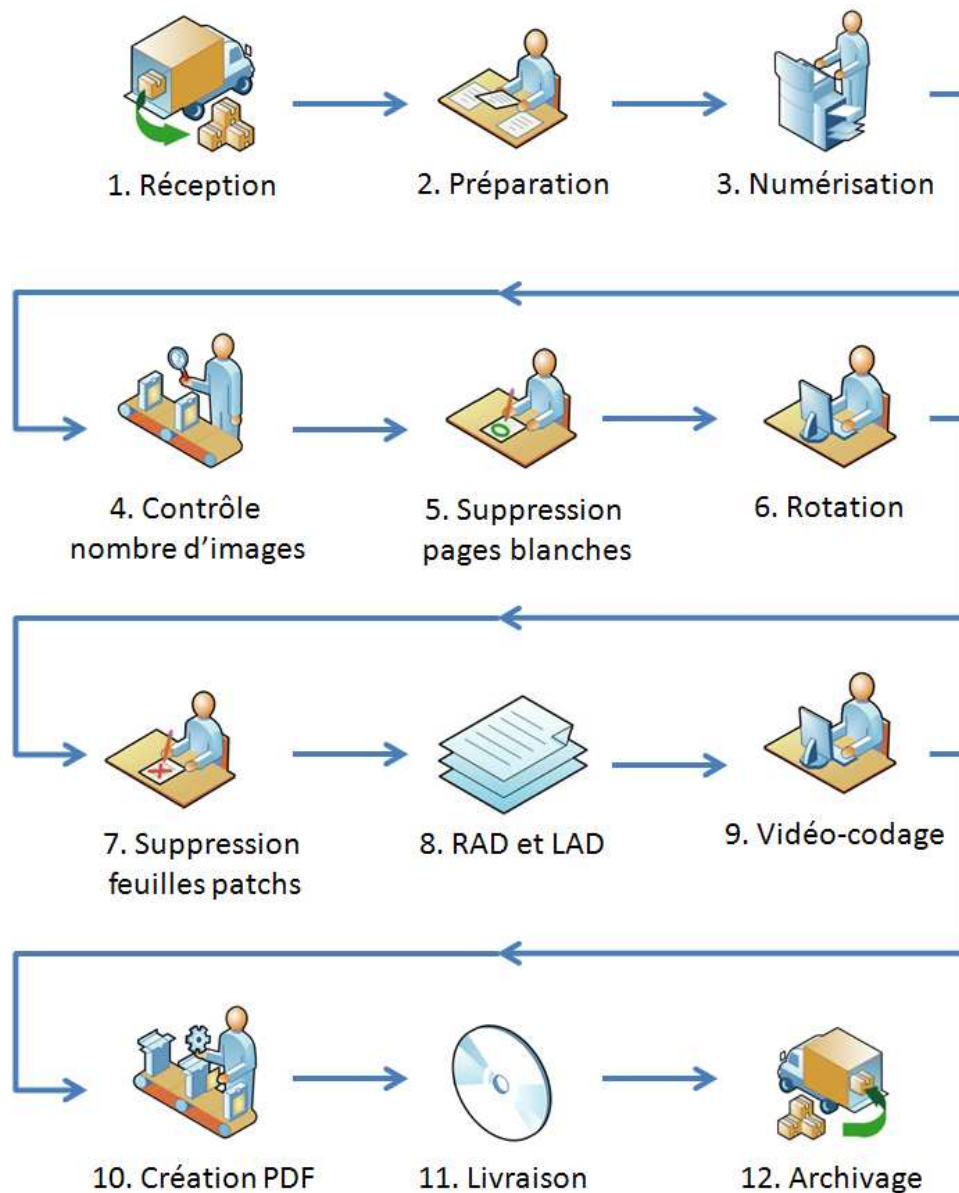 1. Réception
2. Préparation
3. Numérisation
4. Contrôle
nombre d'images
5. Suppression
pages blanches
6. Rotation
7. Suppression
feuilles patchs
8. RAD et LAD
9. Vidéo-codage
10. Création PDF
11. Livraison
12. Archivage